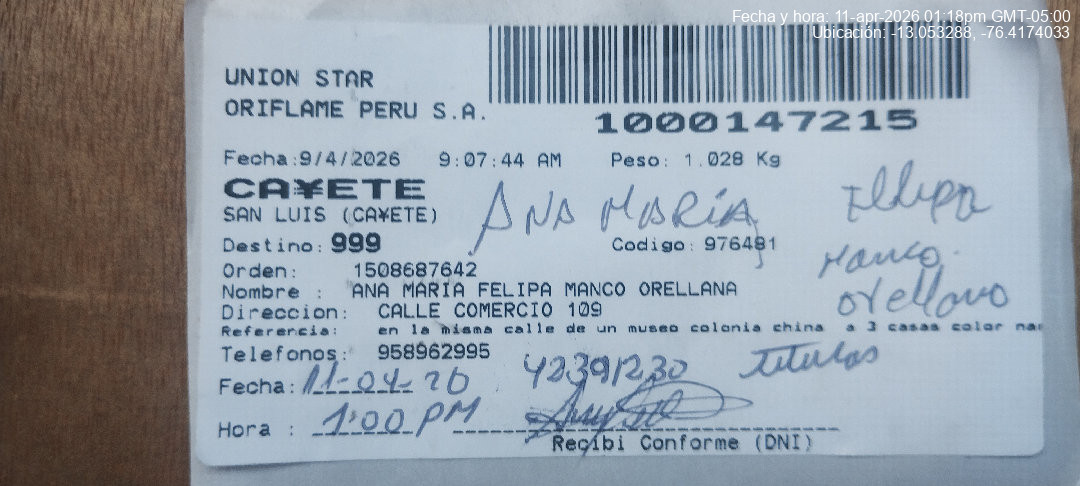 Fecha y hora: 11-apr-2026 01:18pm GMT-05:00
Ubicación: -13.053288, -76.4174033
UNION STAR
ORIFLAME PERU S.A.
1000147215
Fecha:9/4/2026 9:07:44 AM Peso: 1.028 Kg
CA¥ETE
SAN LUIS (CA¥ETE)
ANA MARíA Felipa
Manco
Orellano
Destino: 999 Codigo: 976481
Orden: 1508687642
Nombre : ANA MARIA FELIPA MANCO ORELLANA
Direccion: CALLE COMERCIO 109
Referencia: en la misma calle de un museo colonia china a 3 casas color
Telefonos: 958962995
42391230 titular
Fecha: 11-04-26
Hora : 1:00 PM
Recibi Conforme (DNI)